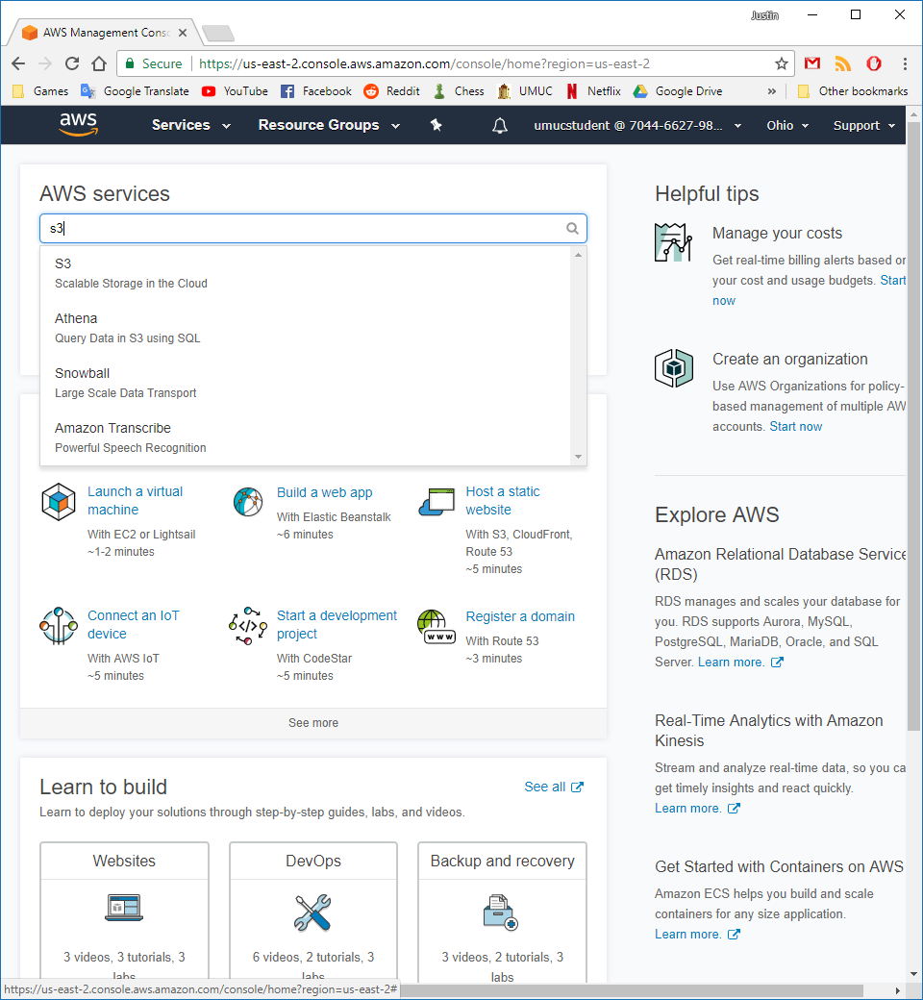 Justin
AWS Management Conso
Secure
https://us-east-2.console.aws.amazon.com/console/home?region=us-east-2
Games Google Translate YouTube Facebook Reddit Chess UMUC Netflix Google Drive » Other bookmarks
aws Services Resource Groups umucstudent @ 7044-6627-98... Ohio Support
AWS services
s3
S3
Scalable Storage in the Cloud
Athena
Query Data in S3 using SQL
Snowball
Large Scale Data Transport
Amazon Transcribe
Powerful Speech Recognition
Launch a virtual
machine
With EC2 or Lightsail
~1-2 minutes
Build a web app
With Elastic Beanstalk
~6 minutes
Host a static
website
With S3, CloudFront,
Route 53
~5 minutes
Connect an IoT
device
With AWS IoT
~5 minutes
Start a development
project
With CodeStar
~5 minutes
WWW
Register a domain
With Route 53
~3 minutes
See more
Learn to build
See all
Learn to deploy your solutions through step-by-step guides, labs, and videos.
Websites
3 videos, 3 tutorials, 3
labs
DevOps
6 videos, 2 tutorials, 3
labs
Backup and recovery
3 videos, 2 tutorials, 3
labs
Helpful tips
Manage your costs
Get real-time billing alerts based on
your cost and usage budgets. Start
now
Create an organization
Use AWS Organizations for policy-
based management of multiple AW
accounts. Start now
Explore AWS
Amazon Relational Database Service
(RDS)
RDS manages and scales your database for
you. RDS supports Aurora, MySQL,
PostgreSQL, MariaDB, Oracle, and SQL
Server. Learn more.
Real-Time Analytics with Amazon
Kinesis
Stream and analyze real-time data, so you ca
get timely insights and react quickly.
Learn more.
Get Started with Containers on AWS
Amazon ECS helps you build and scale
containers for any size application.
Learn more.
https://us-east-2.console.aws.amazon.com/console/home?region=us-east-2#